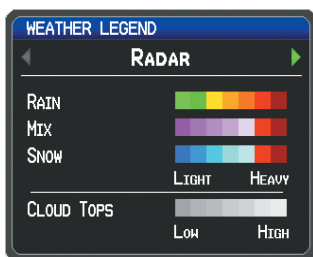 WEATHER LEGEND
RADAR
RAIN
MIX
SNOW
LIGHT HEAVY
CLOUD TOPS
LOW HIGH